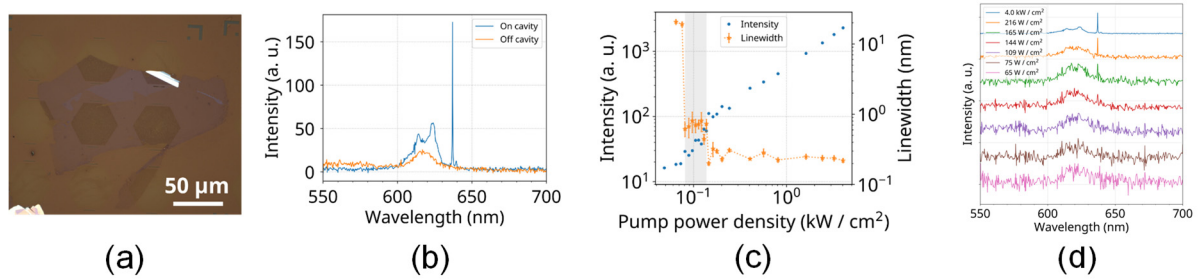 50 μm
(a)
Intensity (a. u.)
150
100
50
0
550
600
650
700
Wavelength (nm)
On cavity
Off cavity
(b)
Intensity (a. u.)
10³
10²
10¹
Intensity
Linewidth
10⁻¹
10⁰
Pump power density (kW / cm²)
10¹
10⁰
10⁻¹
Linewidth (nm)
(c)
Intensity (a. u.)
4.0 kW / cm²
216 W / cm²
165 W / cm²
144 W / cm²
109 W / cm²
75 W / cm²
65 W / cm²
550
600
650
700
Wavelength (nm)
(d)